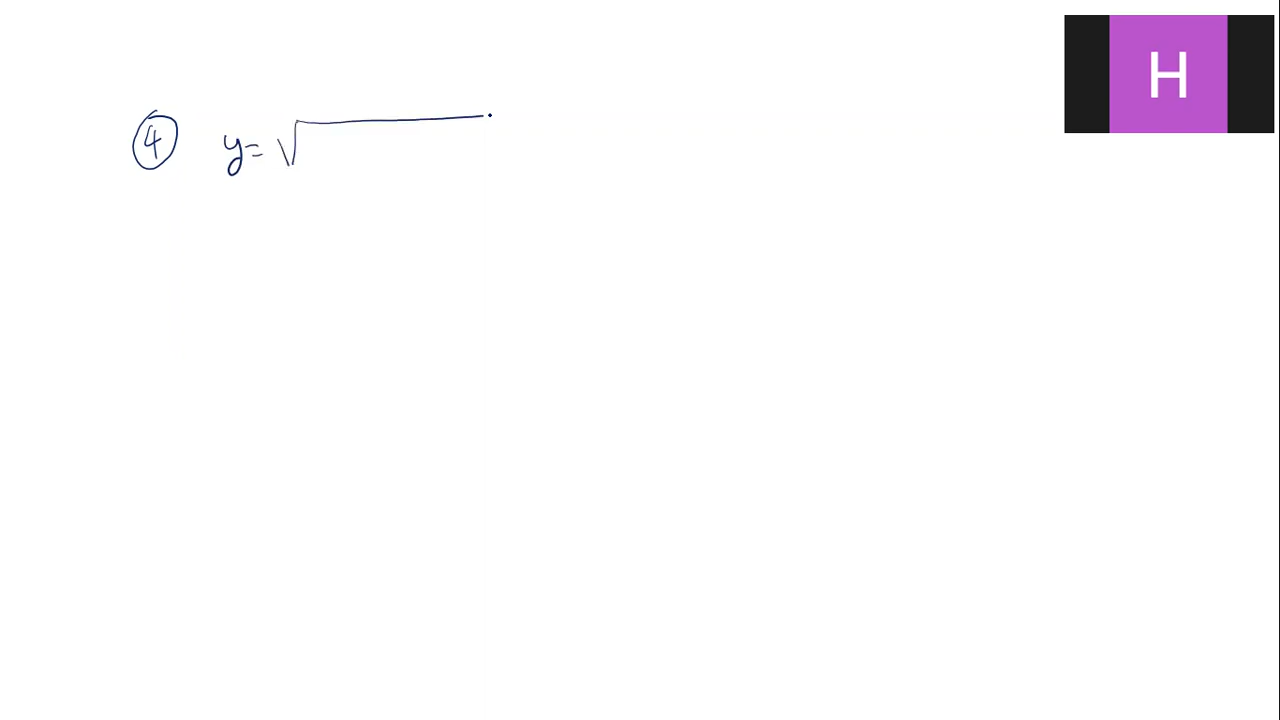 H
④ y= √